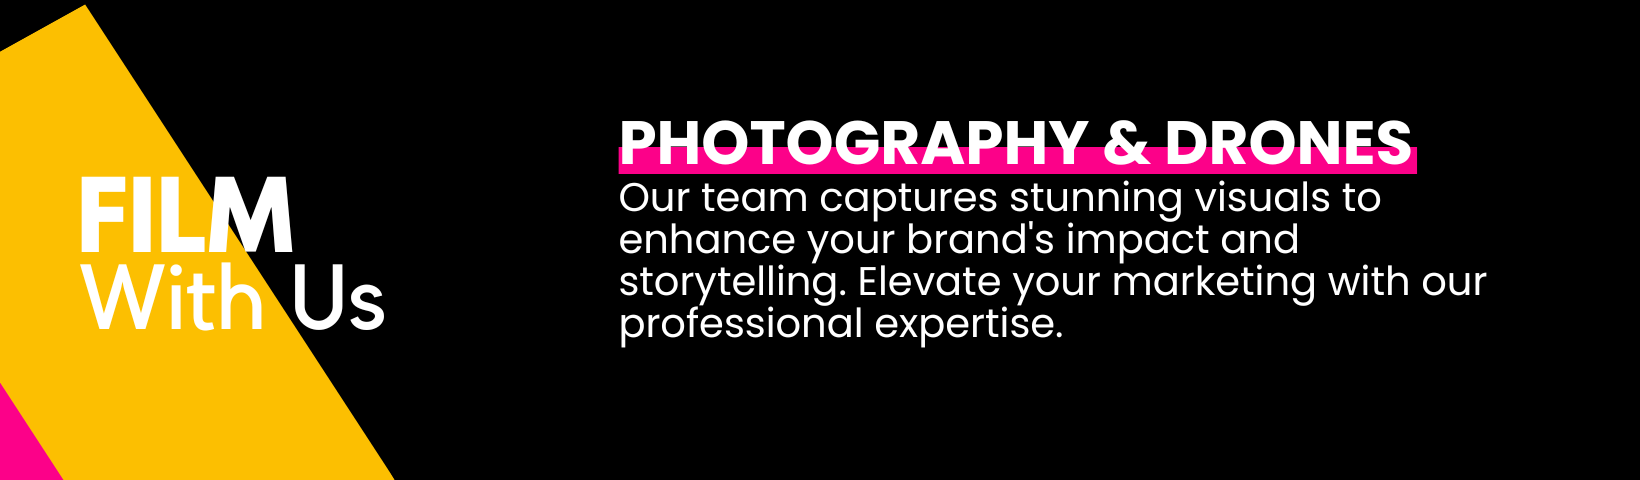 FILM
With Us
PHOTOGRAPHY & DRONES
Our team captures stunning visuals to
enhance your brand's impact and
storytelling. Elevate your marketing with our
professional expertise.